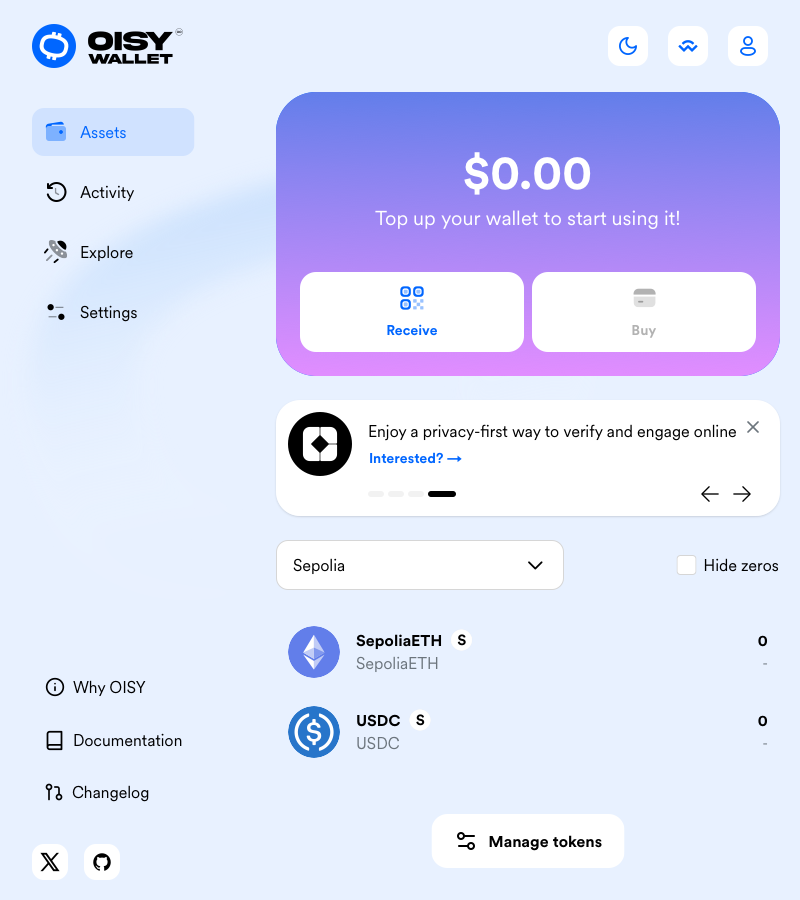 OISY
WALLET
Assets
Activity
Explore
Settings
$0.00
Top up your wallet to start using it!
Receive
Buy
Enjoy a privacy-first way to verify and engage online
Interested? →
Sepolia
Hide zeros
SepoliaETH S
0
SepoliaETH
-
USDC S
0
USDC
-
Manage tokens
Why OISY
Documentation
Changelog